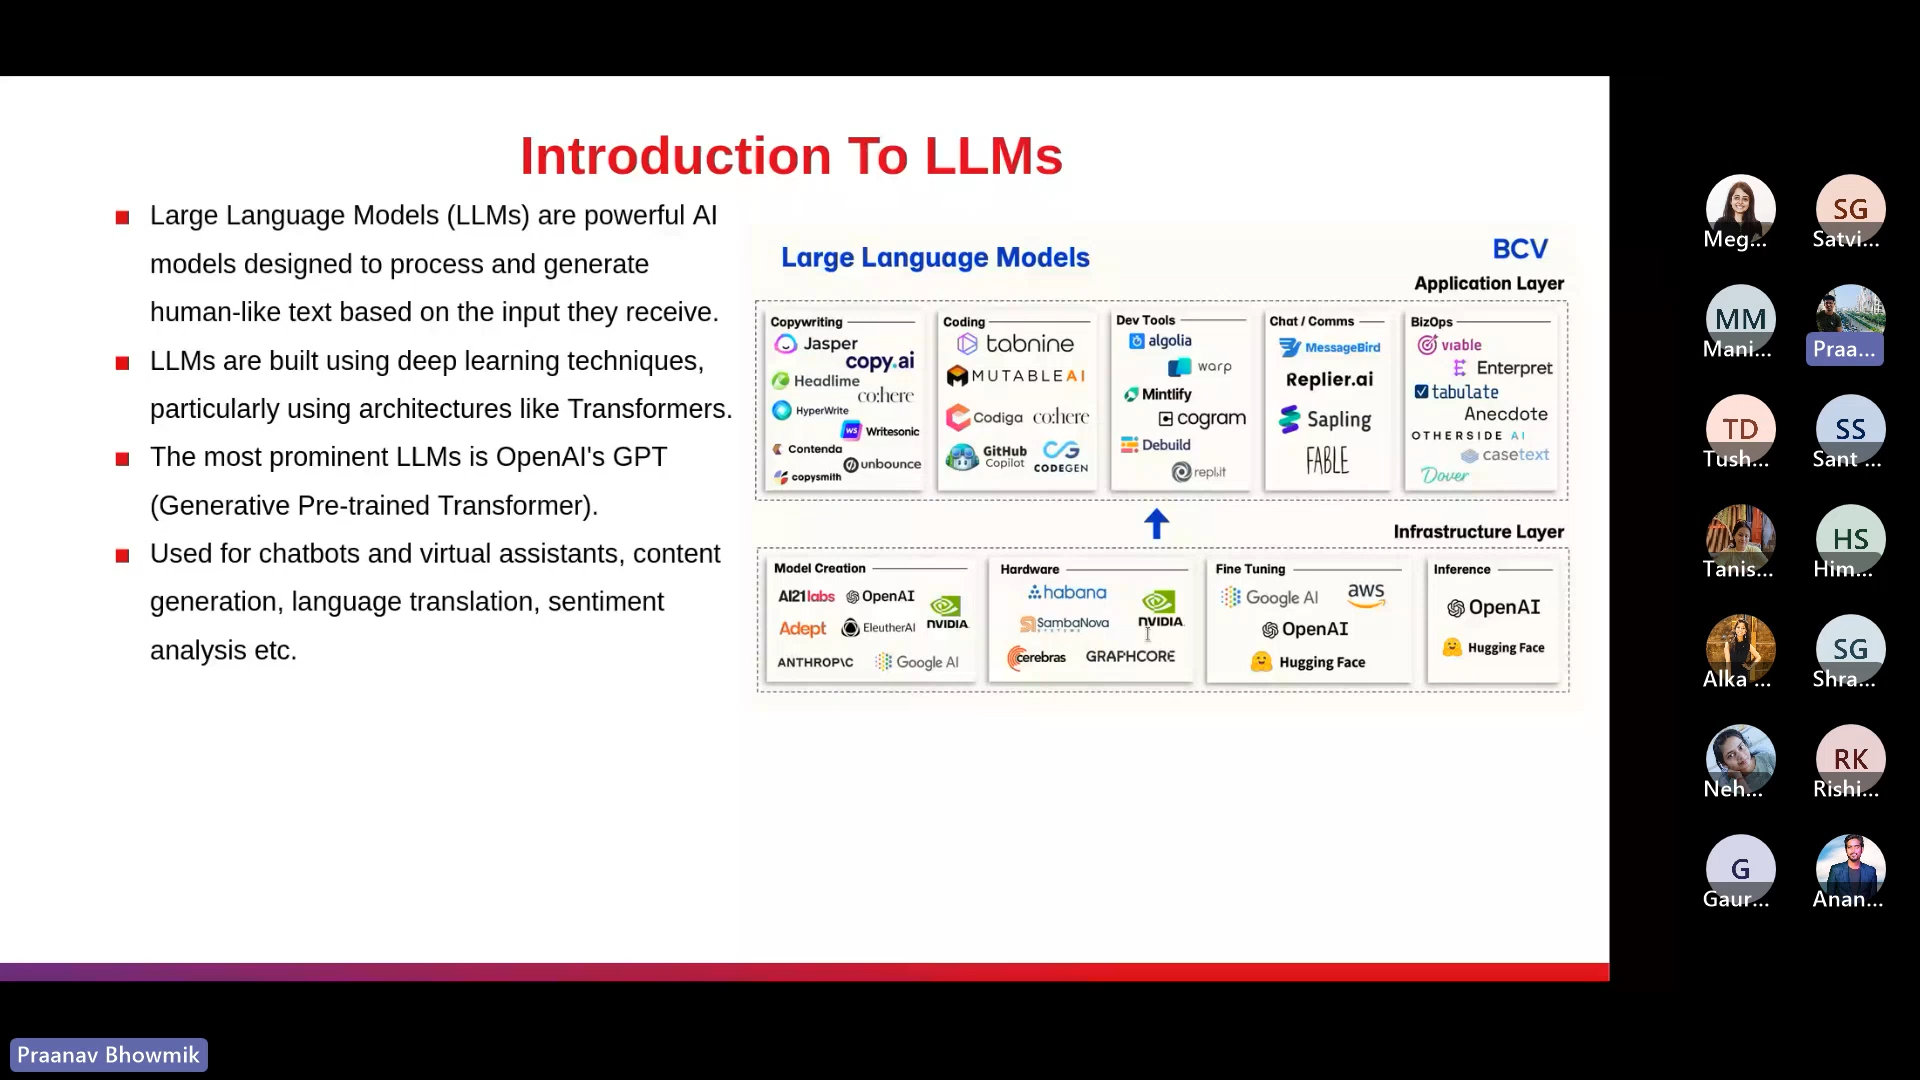 Introduction To LLMs
Large Language Models (LLMs) are powerful AI
models designed to process and generate
human-like text based on the input they receive.
LLMs are built using deep learning techniques,
particularly using architectures like Transformers.
The most prominent LLMs is OpenAI's GPT
(Generative Pre-trained Transformer).
Used for chatbots and virtual assistants, content
generation, language translation, sentiment
analysis etc.
Large Language Models
BCV
Application Layer
Copywriting
Jasper
copy.ai
Headlime
co:here
HyperWrite
WS Writesonic
Contenda
unbounce
copysmith
Coding
tabnine
MUTABLEAI
Codiga co:here
GitHub
Copilot
CODEGEN
Dev Tools
algolia
warp
Mintlify
cogram
Debuild
replit
Chat / Comms
MessageBird
Replier.ai
Sapling
FABLE
BizOps
viable
Enterpret
tabulate
Anecdote
OTHERSIDE AI
casetext
Dover
Infrastructure Layer
Model Creation
AI21labs OpenAI
NVIDIA
Adept EleutherAI
ANTHROP\C Google AI
Hardware
habana
NVIDIA
SambaNova
SYSTEMS
cerebras GRAPHCORE
Fine Tuning
Google AI aws
OpenAI
Hugging Face
Inference
OpenAI
Hugging Face
Meg...
SG
Satvi...
MM
Mani...
Praa...
TD
Tush...
SS
Sant ...
Tanis...
HS
Him...
Alka ...
SG
Shra...
Neh...
RK
Rishi...
G
Gaur...
Anan...
Praanav Bhowmik